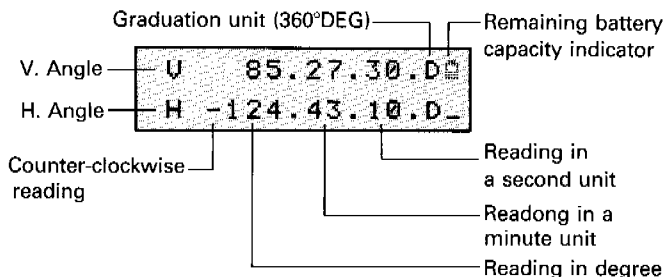 Graduation unit (360°DEG)
Remaining battery
capacity indicator
V. Angle
V 85.27.30.D
H. Angle
H -124.43.10.D_
Counter-clockwise
reading
Reading in
a second unit
Readong in a
minute unit
Reading in degree